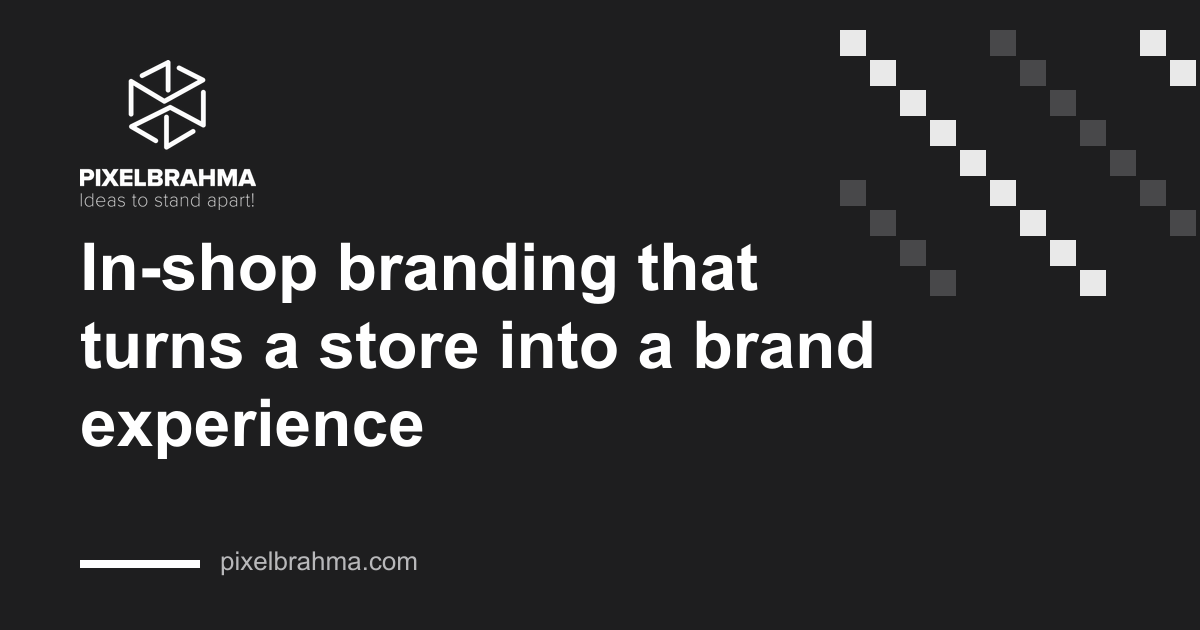 PIXELBRAHMA
Ideas to stand apart!
In-shop branding that
turns a store into a brand
experience
pixelbrahma.com